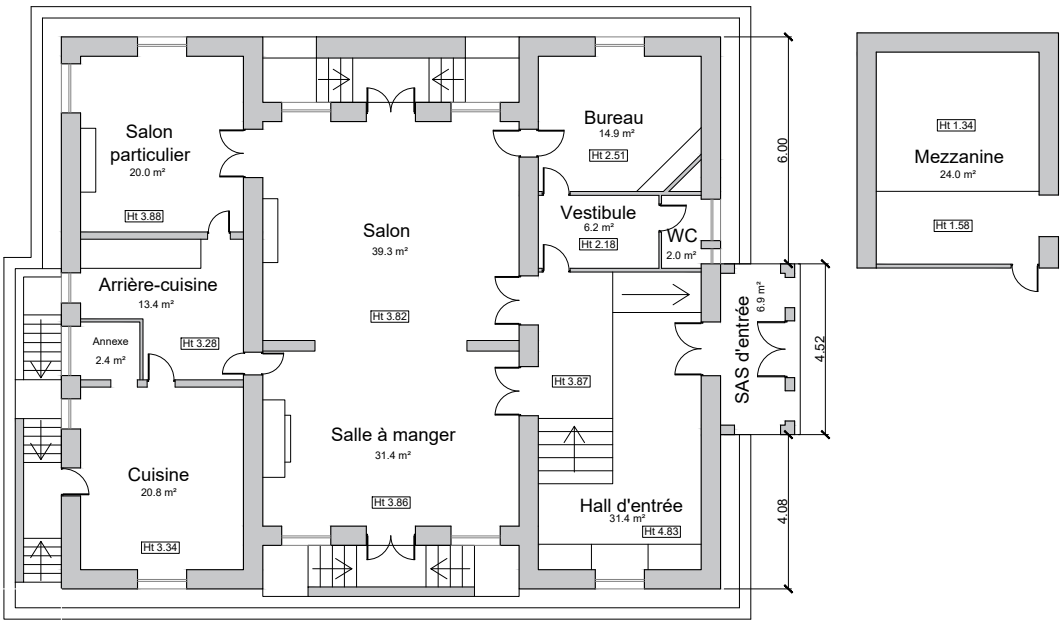 Salon
particulier
20.0 m²
Ht 3.88
Bureau
14.9 m²
Ht 2.51
Ht 1.34
Mezzanine
24.0 m²
Ht 1.58
Vestibule
6.2 m²
Ht 2.18
WC
2.0 m²
6.00
Salon
39.3 m²
Ht 3.82
Arrière-cuisine
13.4 m²
Ht 3.28
Annexe
2.4 m²
SAS d'entrée
6.9 m²
4.52
Ht 3.87
Salle à manger
31.4 m²
Ht 3.86
Cuisine
20.8 m²
Ht 3.34
Hall d'entrée
31.4 m²
Ht 4.83
4.08